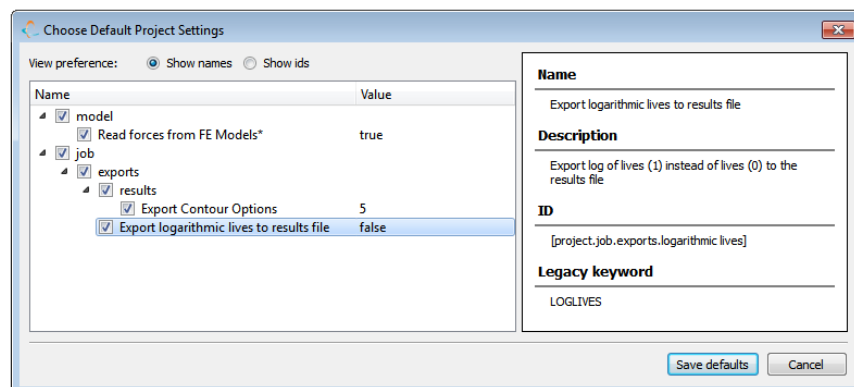 Choose Default Project Settings
View preference: Show names Show ids
Name Value
model
Read forces from FE Models* true
job
exports
results
Export Contour Options 5
Export logarithmic lives to results file false
Name
Export logarithmic lives to results file
Description
Export log of lives (1) instead of lives (0) to the
results file
ID
[project.job.exports.logarithmic lives]
Legacy keyword
LOGLIVES
Save defaults Cancel